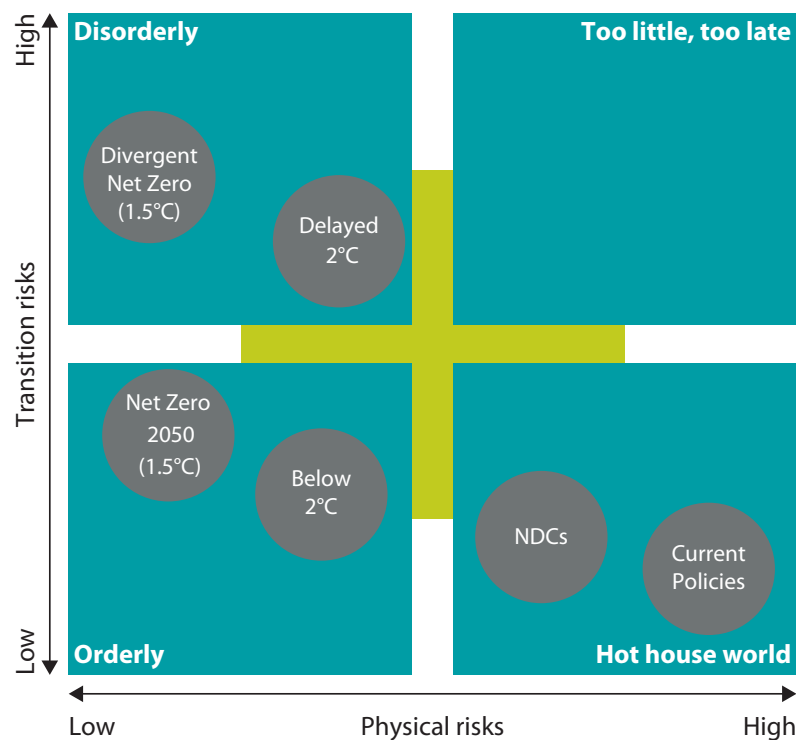 High
Disorderly
Too little, too late
Divergent
Net Zero
(1.5°C)
Delayed
2°C
Transition risks
Net Zero
2050
(1.5°C)
Below
2°C
NDCs
Current
Policies
Low
Orderly
Hot house world
Low
Physical risks
High